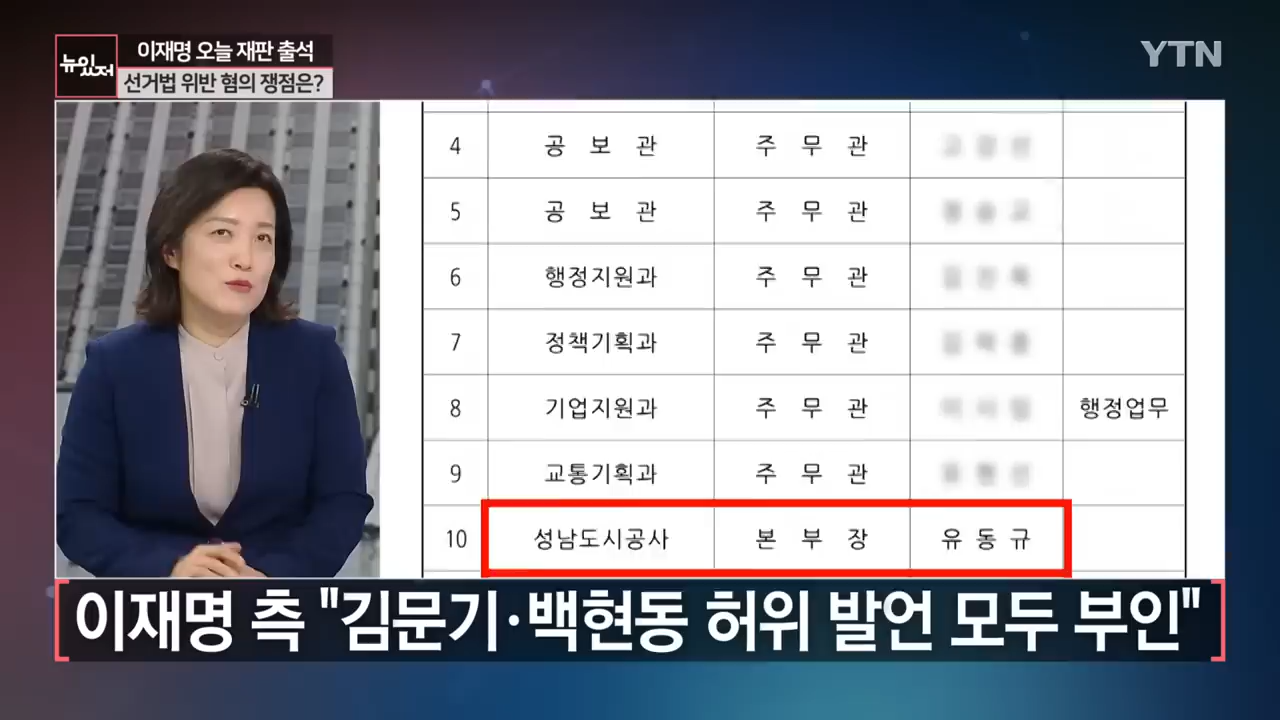 뉴있저
이재명 오늘 재판 출석
선거법 위반 혐의 쟁점은?
YTN
4 공 보 관 주 무 관
5 공 보 관 주 무 관
6 행정지원과 주 무 관
7 정책기획과 주 무 관
8 기업지원과 주 무 관 행정업무
9 교통기획과 주 무 관
10 성남도시공사 본 부 장 유 동 규
이재명 측 "김문기·백현동 허위 발언 모두 부인"